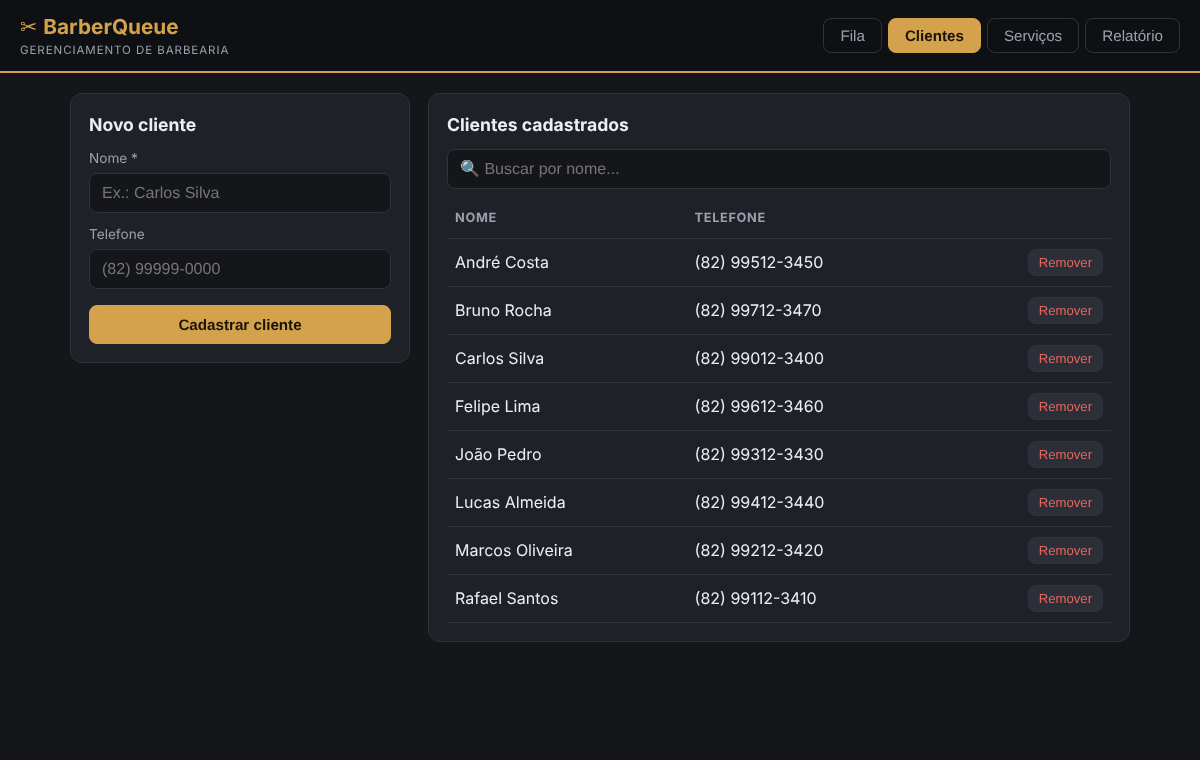 ✂ BarberQueue
GERENCIAMENTO DE BARBEARIA
Fila
Clientes
Serviços
Relatório
Novo cliente
Nome *
Ex.: Carlos Silva
Telefone
(82) 99999-0000
Cadastrar cliente
Clientes cadastrados
🔍 Buscar por nome...
NOME TELEFONE
André Costa (82) 99512-3450 Remover
Bruno Rocha (82) 99712-3470 Remover
Carlos Silva (82) 99012-3400 Remover
Felipe Lima (82) 99612-3460 Remover
João Pedro (82) 99312-3430 Remover
Lucas Almeida (82) 99412-3440 Remover
Marcos Oliveira (82) 99212-3420 Remover
Rafael Santos (82) 99112-3410 Remover